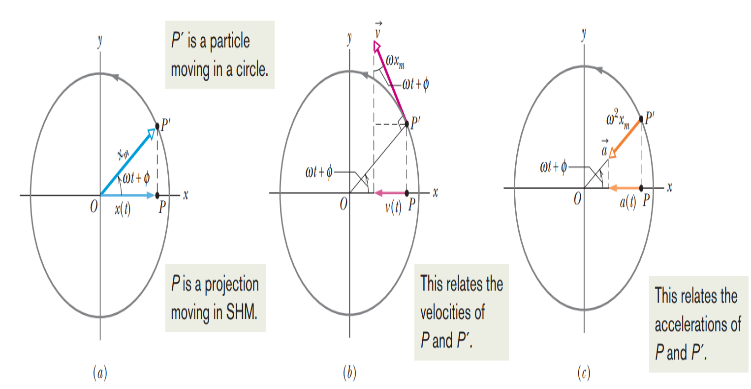 P′ is a particle
moving in a circle.
y
P′
x_m
ωt + ϕ
O
x(t)
P
x
P is a projection
moving in SHM.
(a)
y
v⃗
ωx_m
ωt + ϕ
P′
ωt + ϕ
O
v(t)
P
x
This relates the
velocities of
P and P′.
(b)
y
ω²x_m
P′
a⃗
ωt + ϕ
O
a(t)
P
x
This relates the
accelerations of
P and P′.
(c)